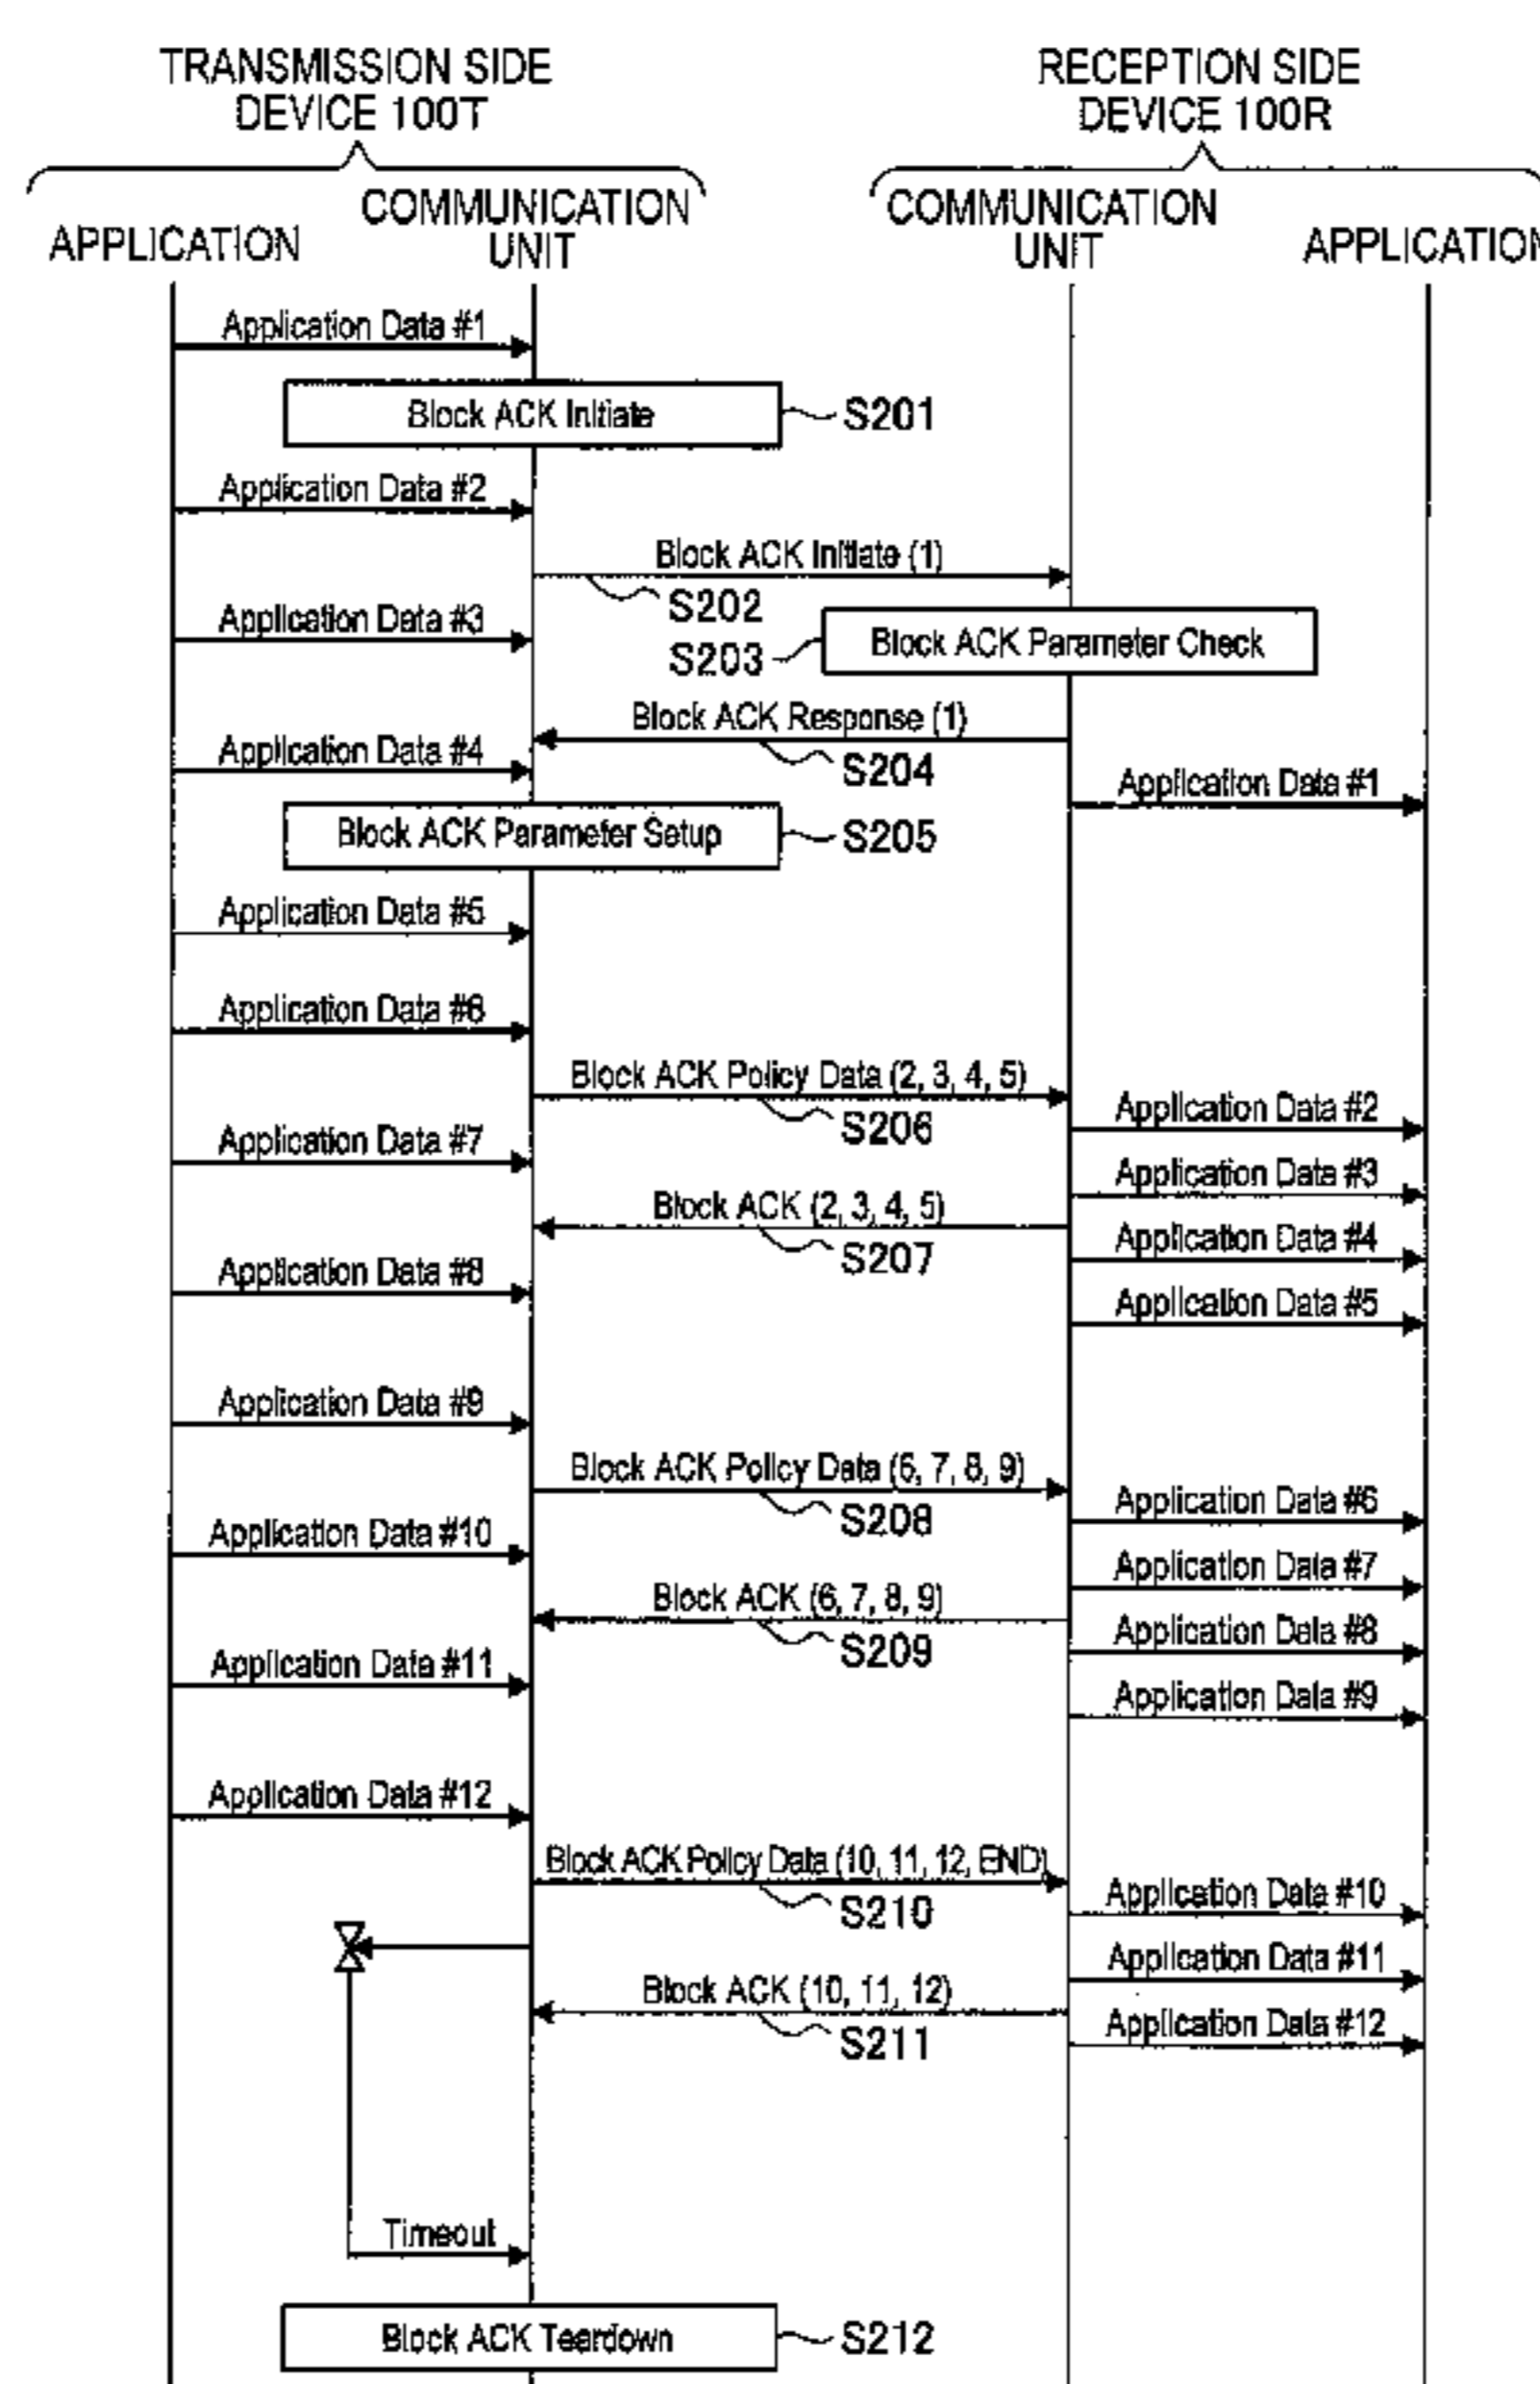 TRANSMISSION SIDE
DEVICE 100T
RECEPTION SIDE
DEVICE 100R
APPLICATION
COMMUNICATION
UNIT
COMMUNICATION
UNIT
APPLICATION
Application Data #1
Block ACK Initiate
S201
Application Data #2
Block ACK Initiate (1)
S202
Application Data #3
Block ACK Parameter Check
S203
Block ACK Response (1)
S204
Application Data #4
Application Data #1
Block ACK Parameter Setup
S205
Application Data #5
Application Data #6
Block ACK Policy Data (2, 3, 4, 5)
S206
Application Data #2
Application Data #7
Application Data #3
Block ACK (2, 3, 4, 5)
S207
Application Data #4
Application Data #8
Application Data #5
Application Data #9
Block ACK Policy Data (6, 7, 8, 9)
S208
Application Data #6
Application Data #10
Application Data #7
Block ACK (6, 7, 8, 9)
S209
Application Data #8
Application Data #11
Application Data #9
Application Data #12
Block ACK Policy Data (10, 11, 12, END)
S210
Application Data #10
Application Data #11
Block ACK (10, 11, 12)
S211
Application Data #12
Timeout
Block ACK Teardown
S212